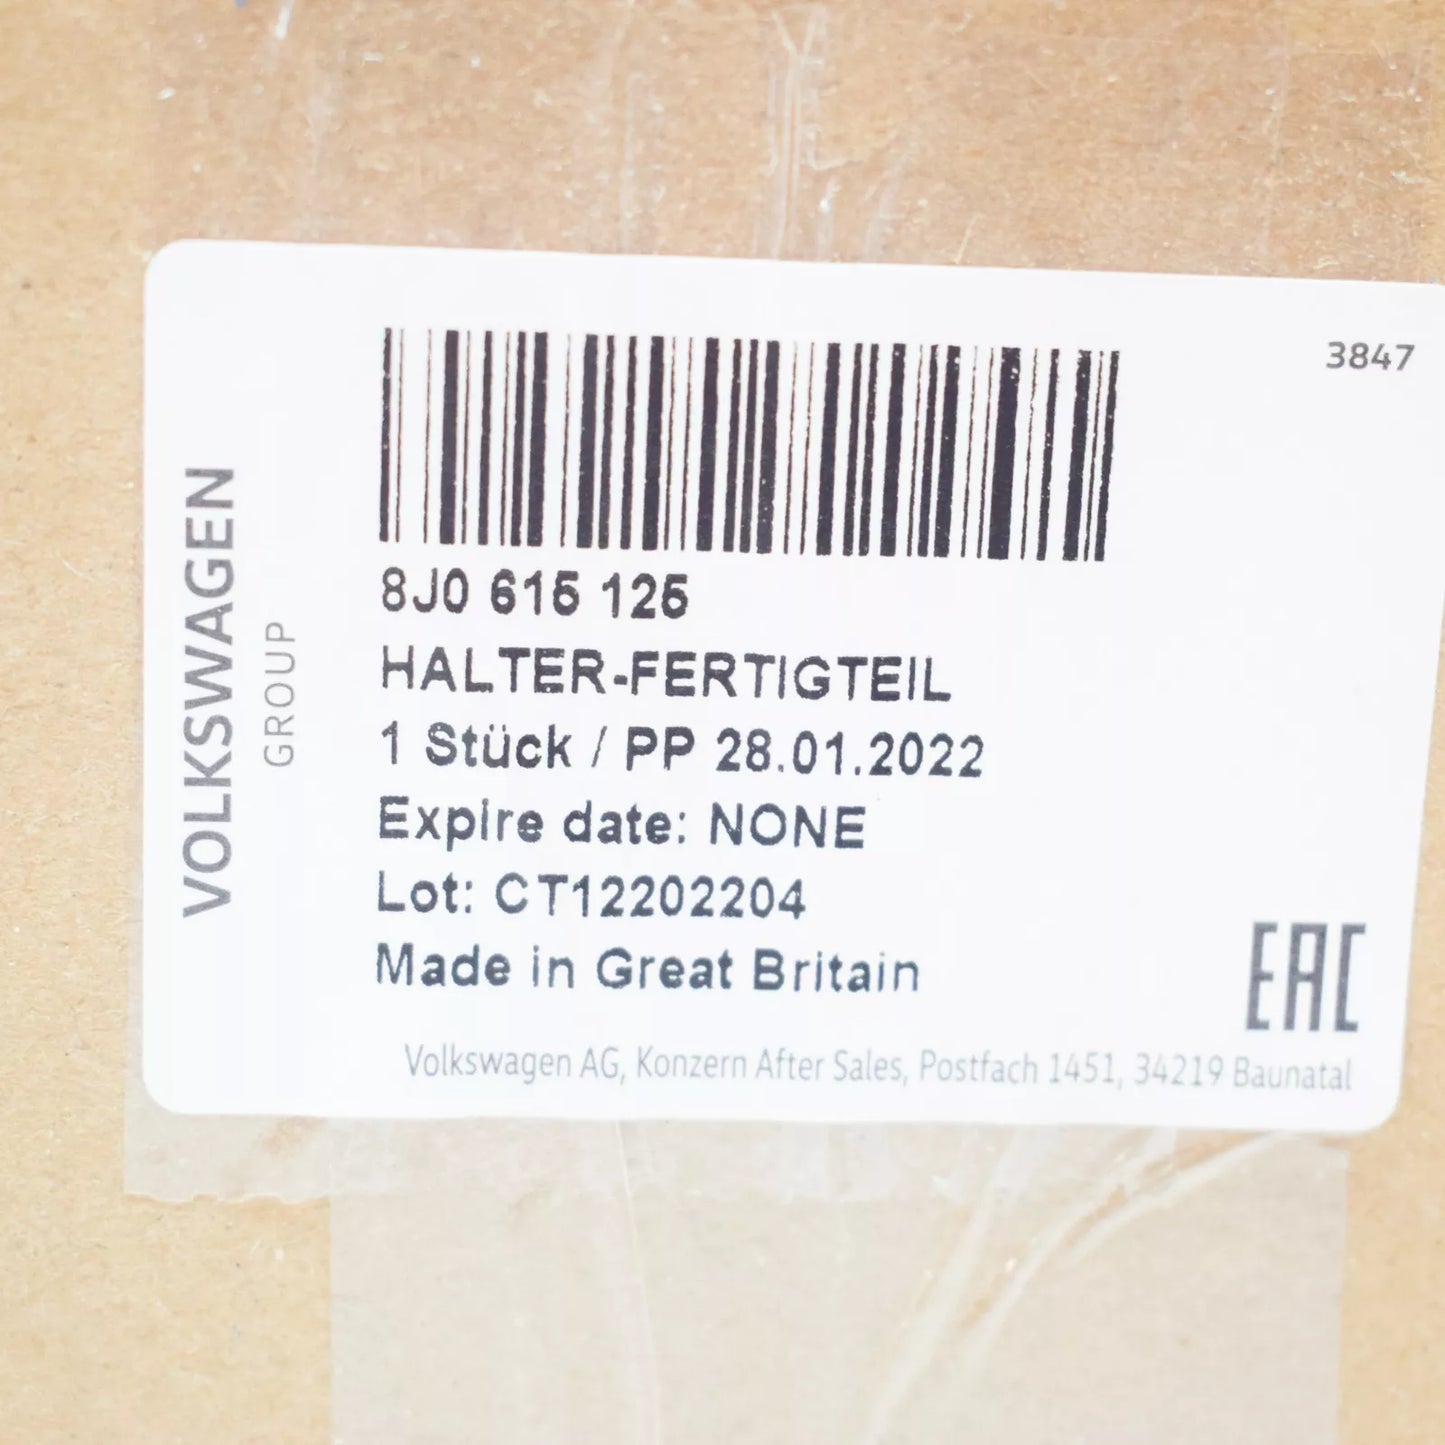 3847
8J0 615 125
HALTER-FERTIGTEIL
1 Stück / PP 28.01.2022
Expire date: NONE
Lot: CT12202204
Made in Great Britain
EAC
Volkswagen AG, Konzern After Sales, Postfach 1451, 34219 Baunatal
VOLKSWAGEN
GROUP